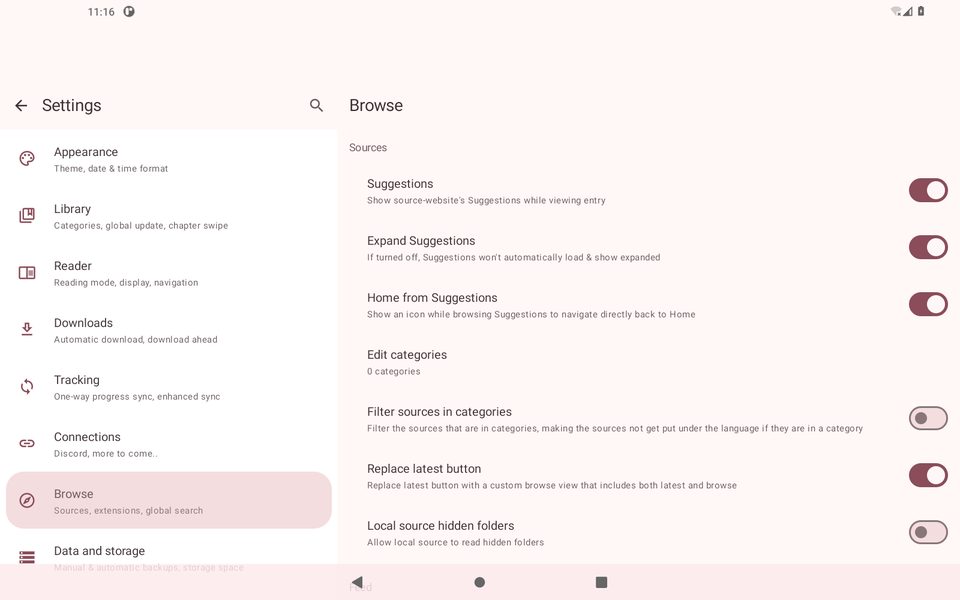 11:16
Settings
Appearance
Theme, date & time format
Library
Categories, global update, chapter swipe
Reader
Reading mode, display, navigation
Downloads
Automatic download, download ahead
Tracking
One-way progress sync, enhanced sync
Connections
Discord, more to come..
Browse
Sources, extensions, global search
Data and storage
Manual & automatic backups, storage space
Browse
Sources
Suggestions
Show source-website's Suggestions while viewing entry
Expand Suggestions
If turned off, Suggestions won't automatically load & show expanded
Home from Suggestions
Show an icon while browsing Suggestions to navigate directly back to Home
Edit categories
0 categories
Filter sources in categories
Filter the sources that are in categories, making the sources not get put under the language if they are in a category
Replace latest button
Replace latest button with a custom browse view that includes both latest and browse
Local source hidden folders
Allow local source to read hidden folders
Feed